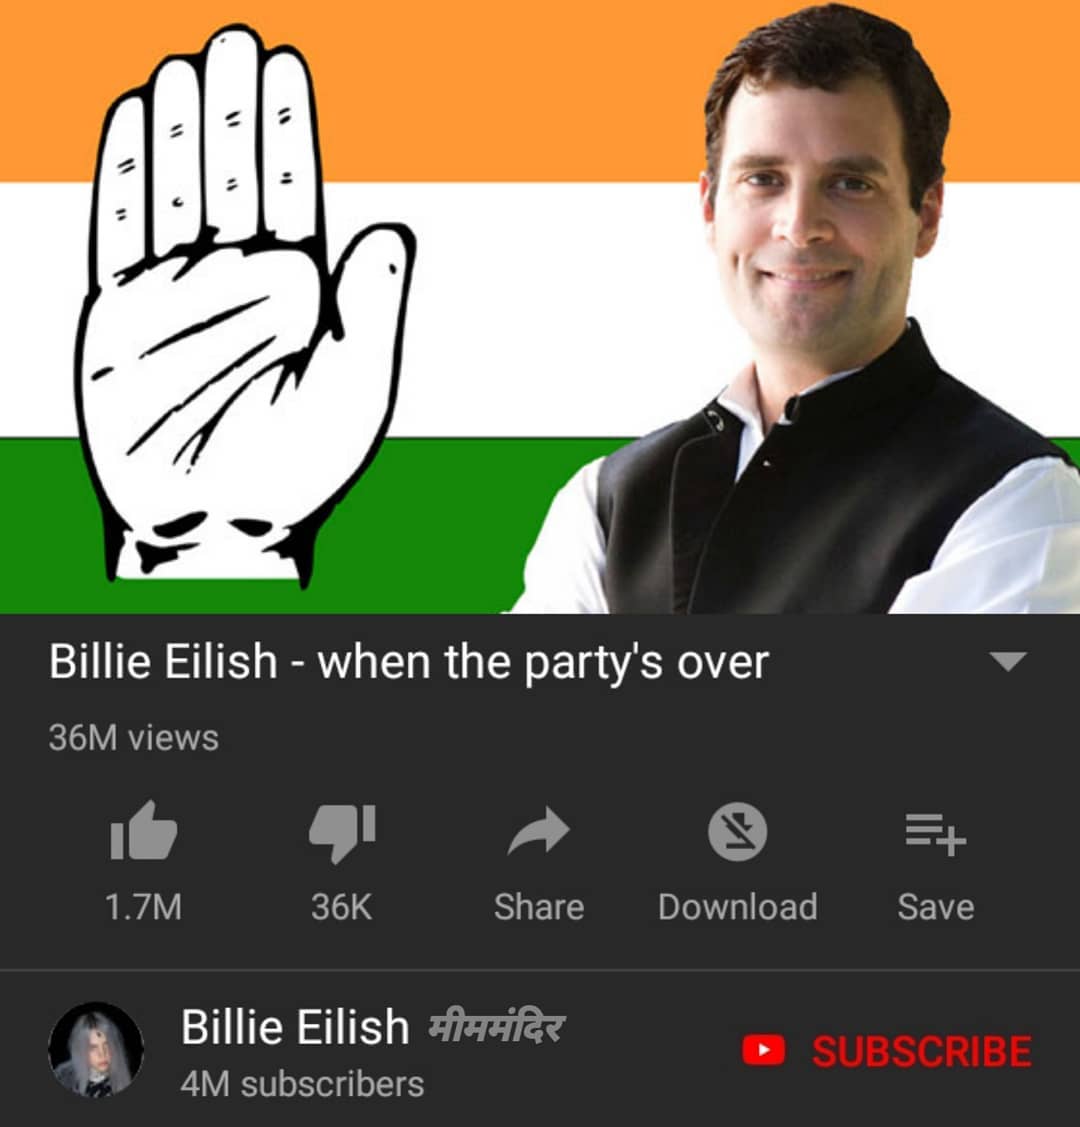 Billie Eilish - when the party's over
36M views
1.7M
36K
Share
Download
Save
Billie Eilish मीममंदिर
4M subscribers
SUBSCRIBE